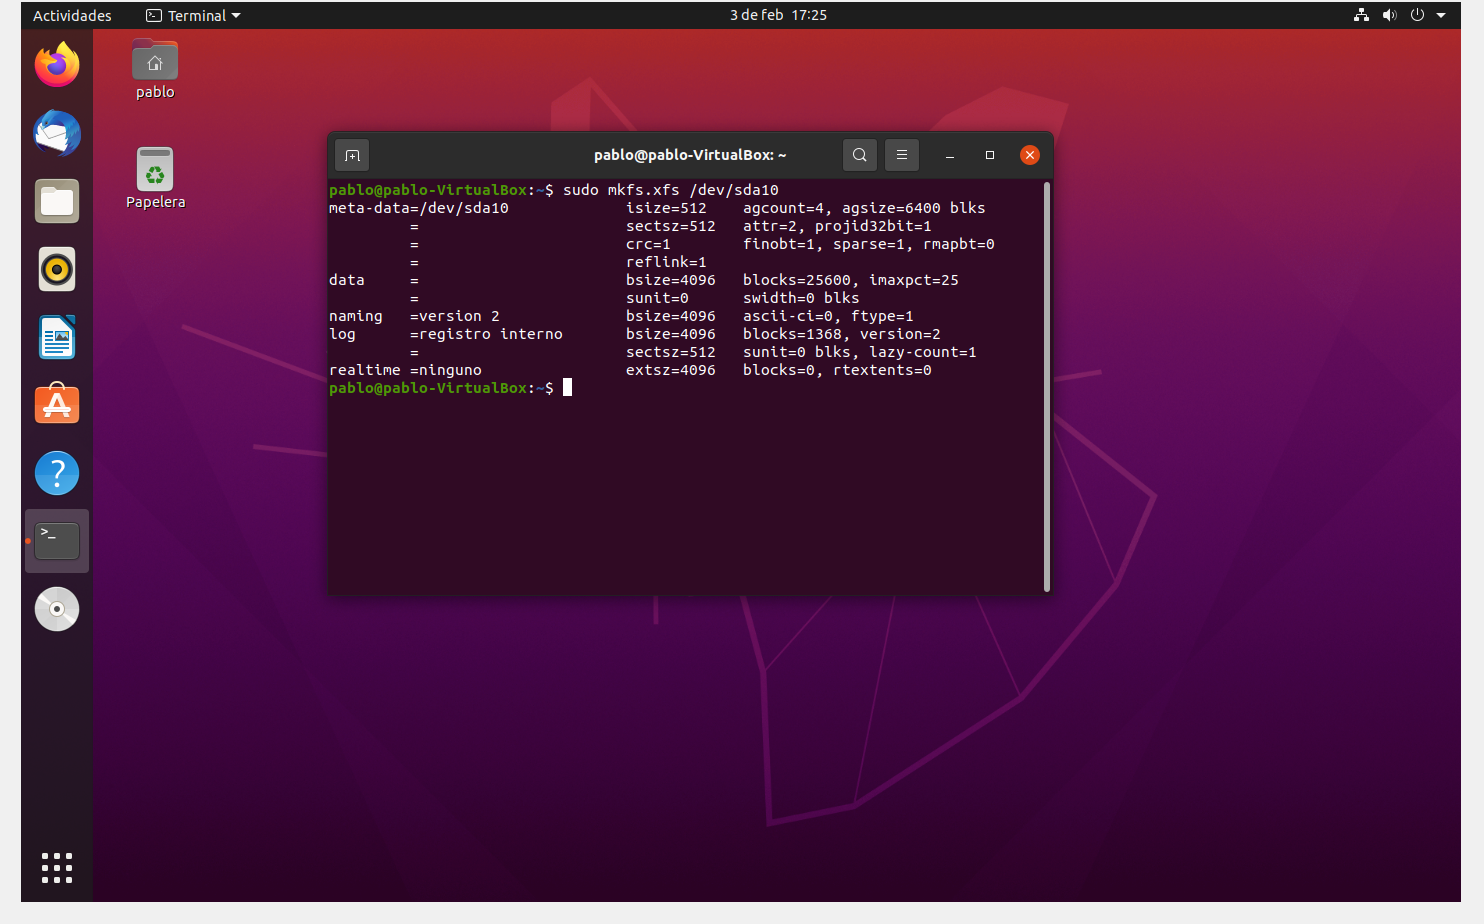 Actividades Terminal 3 de feb 17:25
pablo
Papelera
pablo@pablo-VirtualBox: ~
pablo@pablo-VirtualBox:~$ sudo mkfs.xfs /dev/sda10
meta-data=/dev/sda10             isize=512    agcount=4, agsize=6400 blks
         =                       sectsz=512   attr=2, projid32bit=1
         =                       crc=1        finobt=1, sparse=1, rmapbt=0
         =                       reflink=1
data     =                       bsize=4096   blocks=25600, imaxpct=25
         =                       sunit=0      swidth=0 blks
naming   =version 2              bsize=4096   ascii-ci=0, ftype=1
log      =registro interno       bsize=4096   blocks=1368, version=2
         =                       sectsz=512   sunit=0 blks, lazy-count=1
realtime =ninguno                extsz=4096   blocks=0, rtextents=0
pablo@pablo-VirtualBox:~$